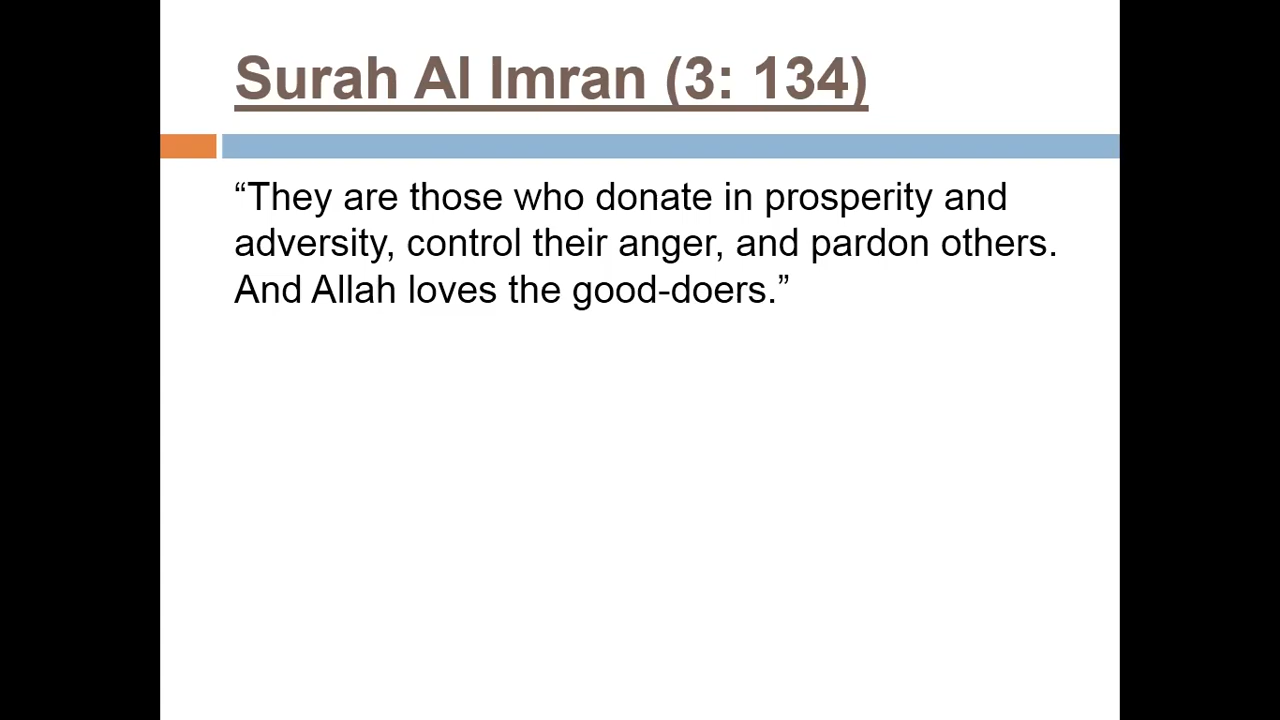 Surah Al Imran (3: 134)
“They are those who donate in prosperity and
adversity, control their anger, and pardon others.
And Allah loves the good-doers.”